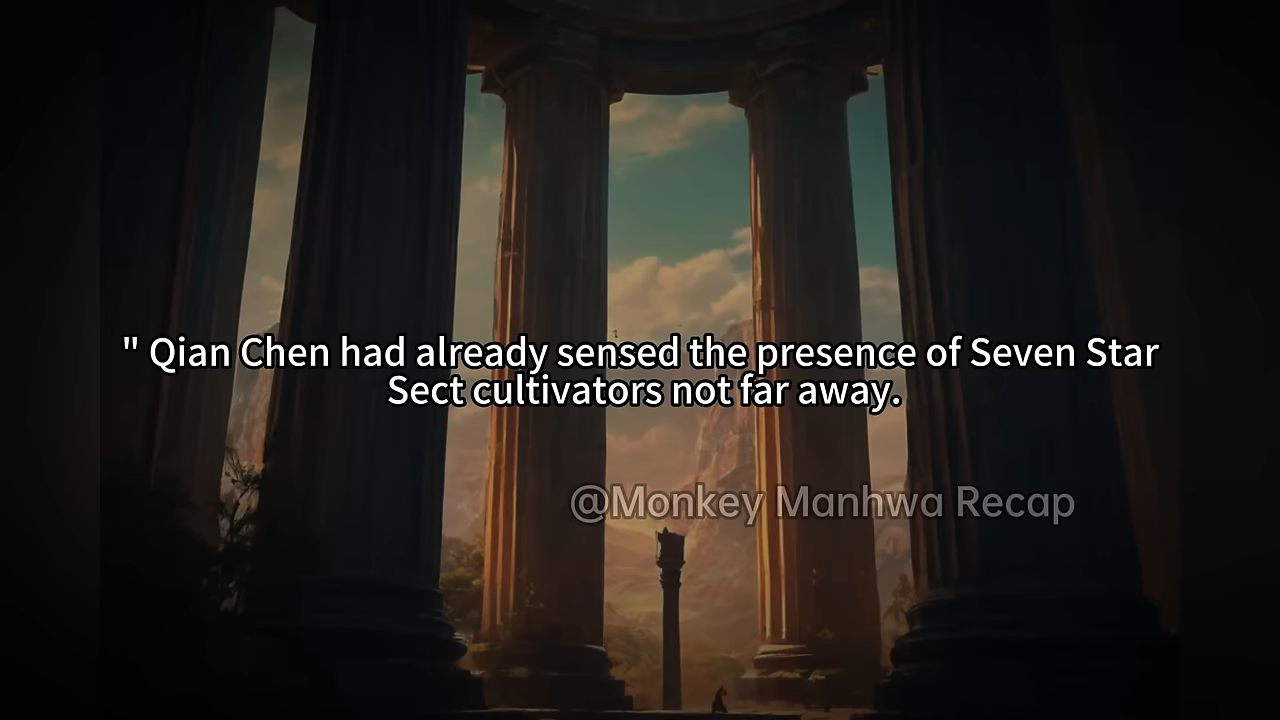 " Qian Chen had already sensed the presence of Seven Star
Sect cultivators not far away.
@Monkey Manhwa Recap